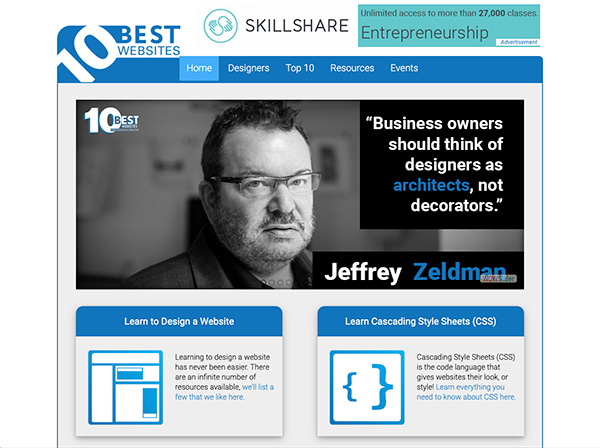 10 BEST
WEBSITES
SKILLSHARE
Unlimited access to more than 27,000 classes.
Entrepreneurship
Advertisement
Home Designers Top 10 Resources Events
10 BEST
WEBSITES
“Business owners
should think of
designers as
architects, not
decorators.”
Jeffrey Zeldman
Learn to Design a Website
Learning to design a website
has never been easier. There
are an infinite number of
resources available, we'll list a
few that we like here.
Learn Cascading Style Sheets (CSS)
{ }
Cascading Style Sheets (CSS)
is the code language that
gives websites their look, or
style! Learn everything you
need to know about CSS here.